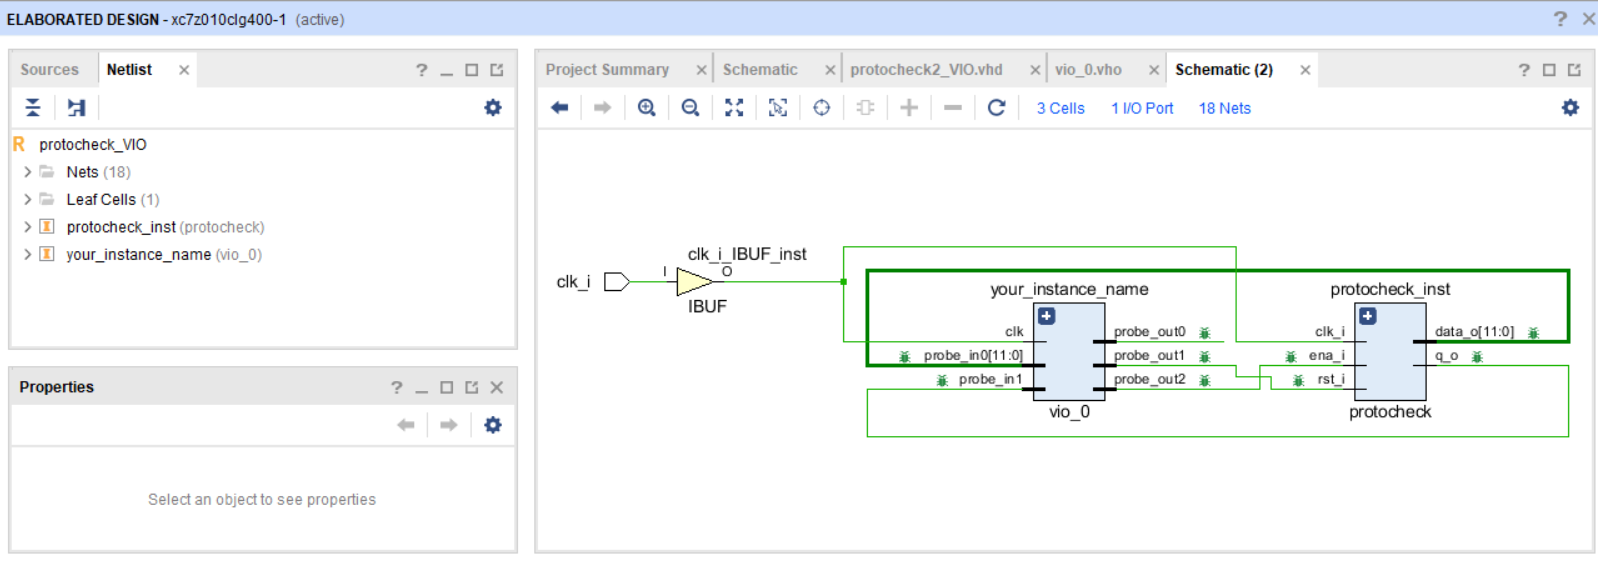 ELABORATED DESIGN - xc7z010clg400-1 (active)
Sources Netlist
protocheck_VIO
Nets (18)
Leaf Cells (1)
protocheck_inst (protocheck)
your_instance_name (vio_0)
Properties
Select an object to see properties
Project Summary Schematic protocheck2_VIO.vhd vio_0.vho Schematic (2)
3 Cells 1 I/O Port 18 Nets
clk_i
I
clk_i_IBUF_inst
O
IBUF
your_instance_name
clk
probe_in0[11:0]
probe_in1
probe_out0
probe_out1
probe_out2
vio_0
protocheck_inst
clk_i
ena_i
rst_i
data_o[11:0]
q_o
protocheck